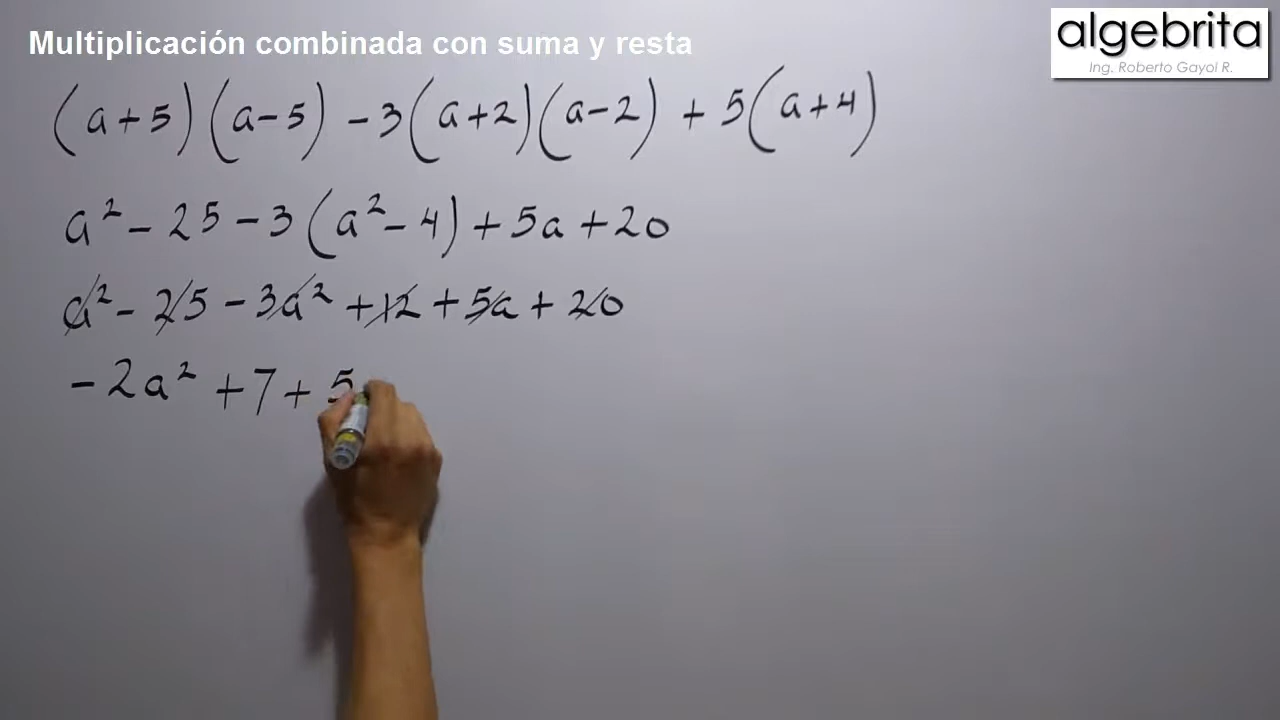 Multiplicación combinada con suma y resta
algebrita
Ing. Roberto Gayol R.
(a+5)(a-5) -3(a+2)(a-2) + 5(a+4)
a² - 25 - 3(a² - 4) + 5a + 20
a² - 25 - 3a² + 12 + 5a + 20
- 2a² + 7 + 5